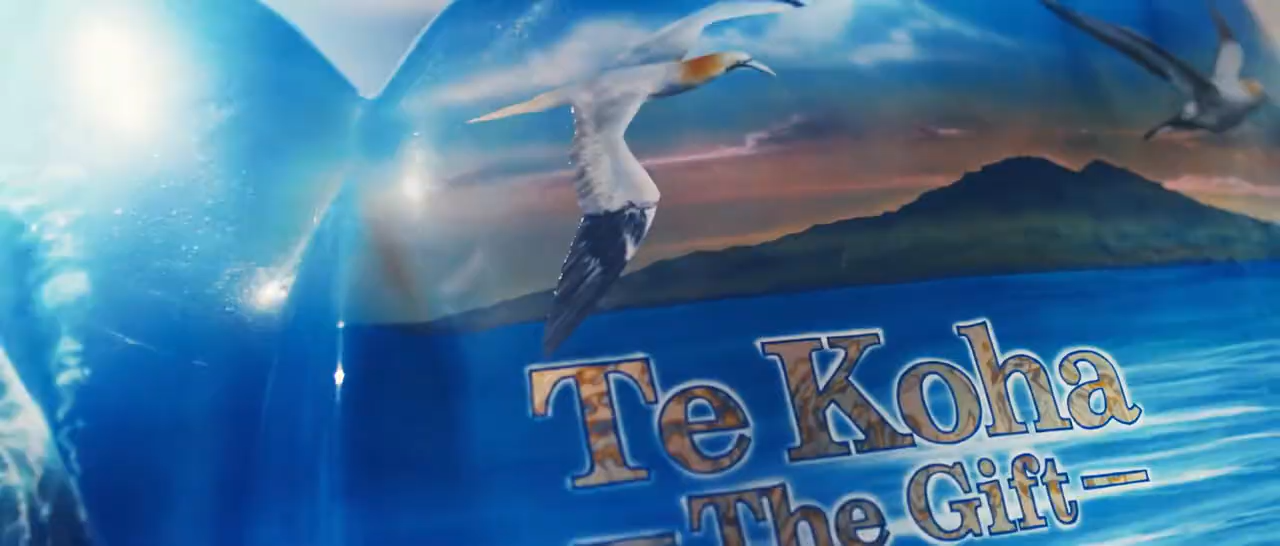 Te Koha
— The Gift —